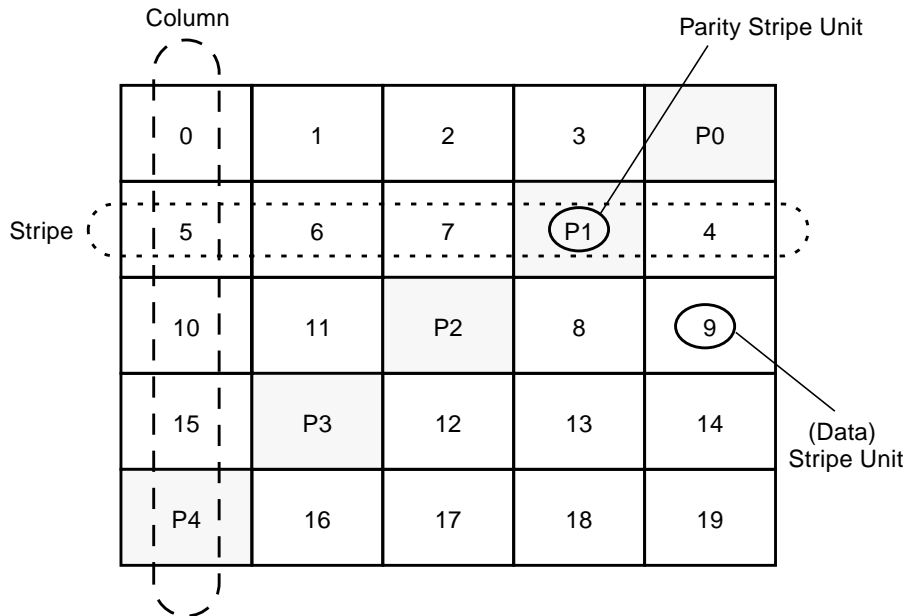 Column
Parity Stripe Unit
0 1 2 3 P0
Stripe 5 6 7 P1 4
10 11 P2 8 9
15 P3 12 13 14
(Data)
Stripe Unit
P4 16 17 18 19